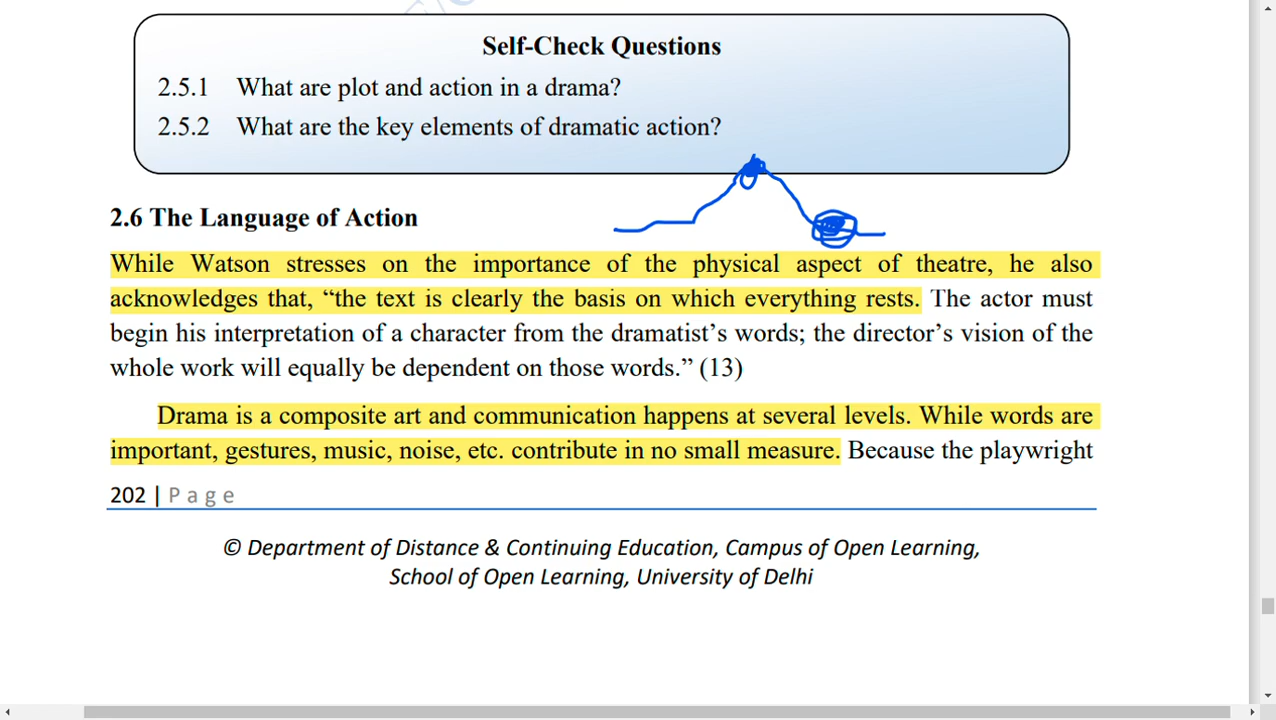 Self-Check Questions
2.5.1 What are plot and action in a drama?
2.5.2 What are the key elements of dramatic action?
2.6 The Language of Action
While Watson stresses on the importance of the physical aspect of theatre, he also
acknowledges that, “the text is clearly the basis on which everything rests. The actor must
begin his interpretation of a character from the dramatist’s words; the director’s vision of the
whole work will equally be dependent on those words.” (13)
Drama is a composite art and communication happens at several levels. While words are
important, gestures, music, noise, etc. contribute in no small measure. Because the playwright
202 | P a g e
© Department of Distance & Continuing Education, Campus of Open Learning,
School of Open Learning, University of Delhi